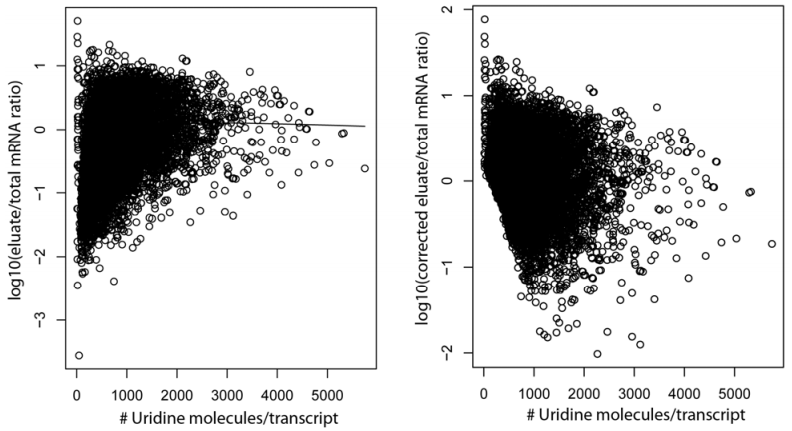 log10(eluate/total mRNA ratio)
1
0
-1
-2
-3
0 1000 2000 3000 4000 5000
# Uridine molecules/transcript
log10(corrected eluate/total mRNA ratio)
2
1
0
-1
-2
0 1000 2000 3000 4000 5000
# Uridine molecules/transcript